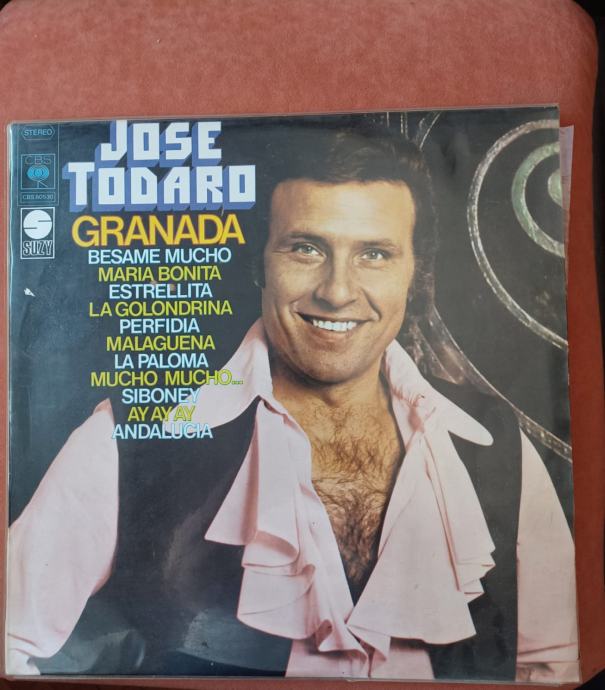 STEREO
CBS
CBS 80530
SUZY
JOSE
TODARO
GRANADA
BESAME MUCHO
MARIA BONITA
ESTRELLITA
LA GOLONDRINA
PERFIDIA
MALAGUENA
LA PALOMA
MUCHO MUCHO...
SIBONEY
AY AY AY
ANDALUCIA